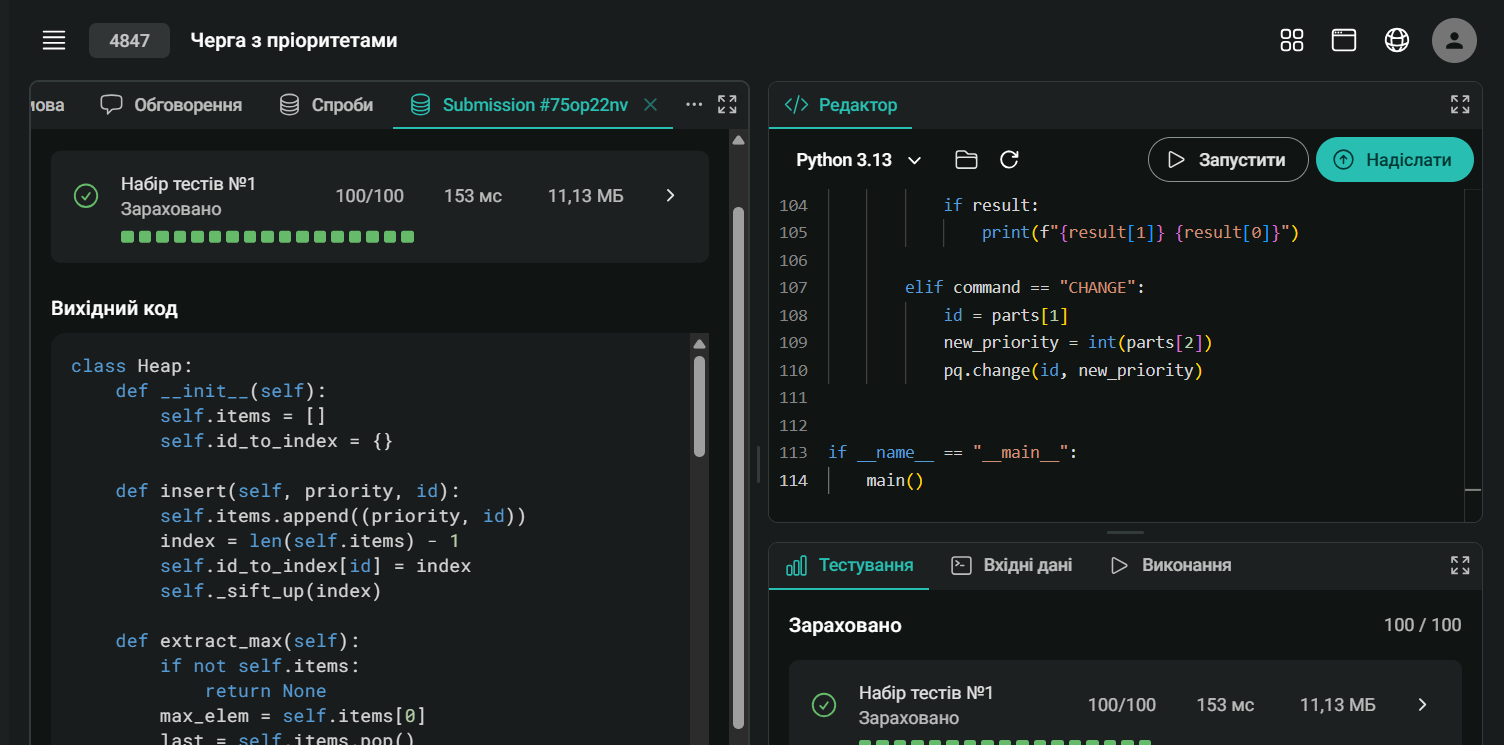 4847 Черга з пріоритетами
мова Обговорення Спроби Submission #75op22nv
Набір тестів №1
Зараховано
100/100 153 мс 11,13 МБ
Вихідний код
class Heap:
    def __init__(self):
        self.items = []
        self.id_to_index = {}
    def insert(self, priority, id):
        self.items.append((priority, id))
        index = len(self.items) - 1
        self.id_to_index[id] = index
        self._sift_up(index)
    def extract_max(self):
        if not self.items:
            return None
        max_elem = self.items[0]
        last = self.items.pop()
Редактор
Python 3.13 Запустити Надіслати
104 if result:
105 print(f"{result[1]} {result[0]}")
106
107 elif command == "CHANGE":
108 id = parts[1]
109 new_priority = int(parts[2])
110 pq.change(id, new_priority)
111
112
113 if __name__ == "__main__":
114 main()
Тестування Вхідні дані Виконання
Зараховано 100 / 100
Набір тестів №1
Зараховано
100/100 153 мс 11,13 МБ